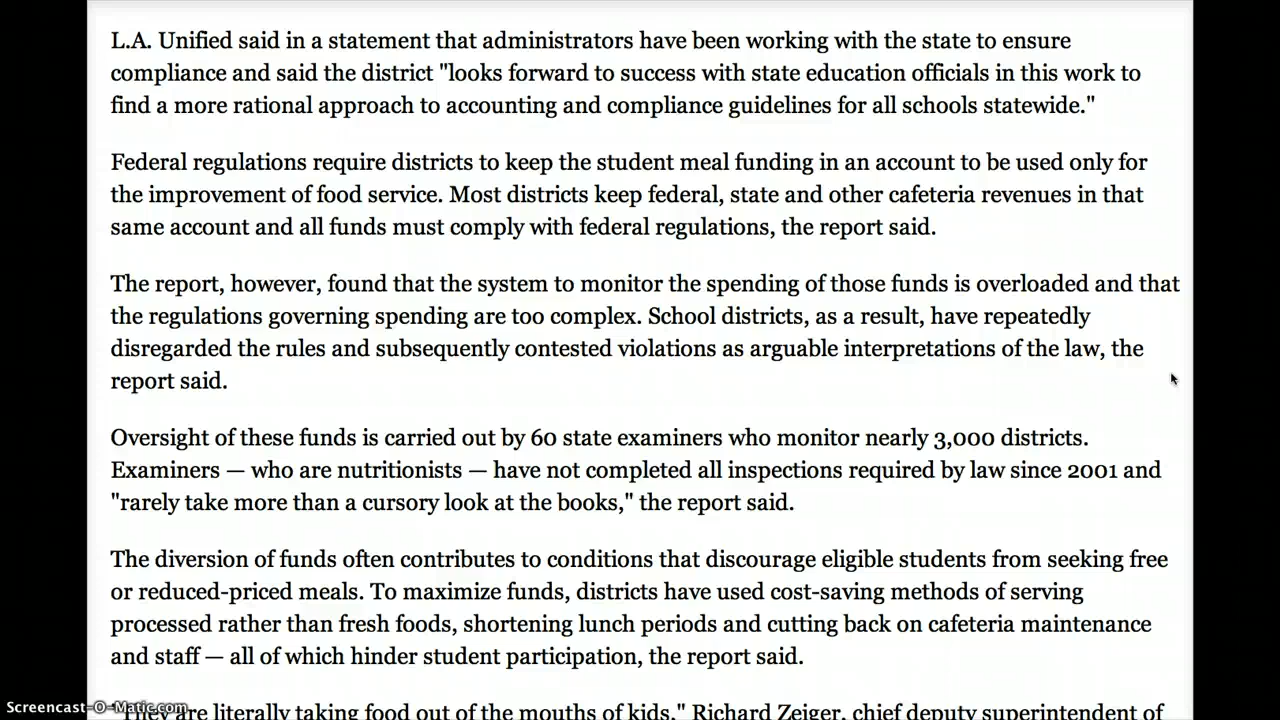 L.A. Unified said in a statement that administrators have been working with the state to ensure
compliance and said the district "looks forward to success with state education officials in this work to
find a more rational approach to accounting and compliance guidelines for all schools statewide."
Federal regulations require districts to keep the student meal funding in an account to be used only for
the improvement of food service. Most districts keep federal, state and other cafeteria revenues in that
same account and all funds must comply with federal regulations, the report said.
The report, however, found that the system to monitor the spending of those funds is overloaded and that
the regulations governing spending are too complex. School districts, as a result, have repeatedly
disregarded the rules and subsequently contested violations as arguable interpretations of the law, the
report said.
Oversight of these funds is carried out by 60 state examiners who monitor nearly 3,000 districts.
Examiners — who are nutritionists — have not completed all inspections required by law since 2001 and
"rarely take more than a cursory look at the books," the report said.
The diversion of funds often contributes to conditions that discourage eligible students from seeking free
or reduced-priced meals. To maximize funds, districts have used cost-saving methods of serving
processed rather than fresh foods, shortening lunch periods and cutting back on cafeteria maintenance
and staff — all of which hinder student participation, the report said.
"They are literally taking food out of the mouths of kids," Richard Zeiger, chief deputy superintendent of
Screencast-O-Matic.com